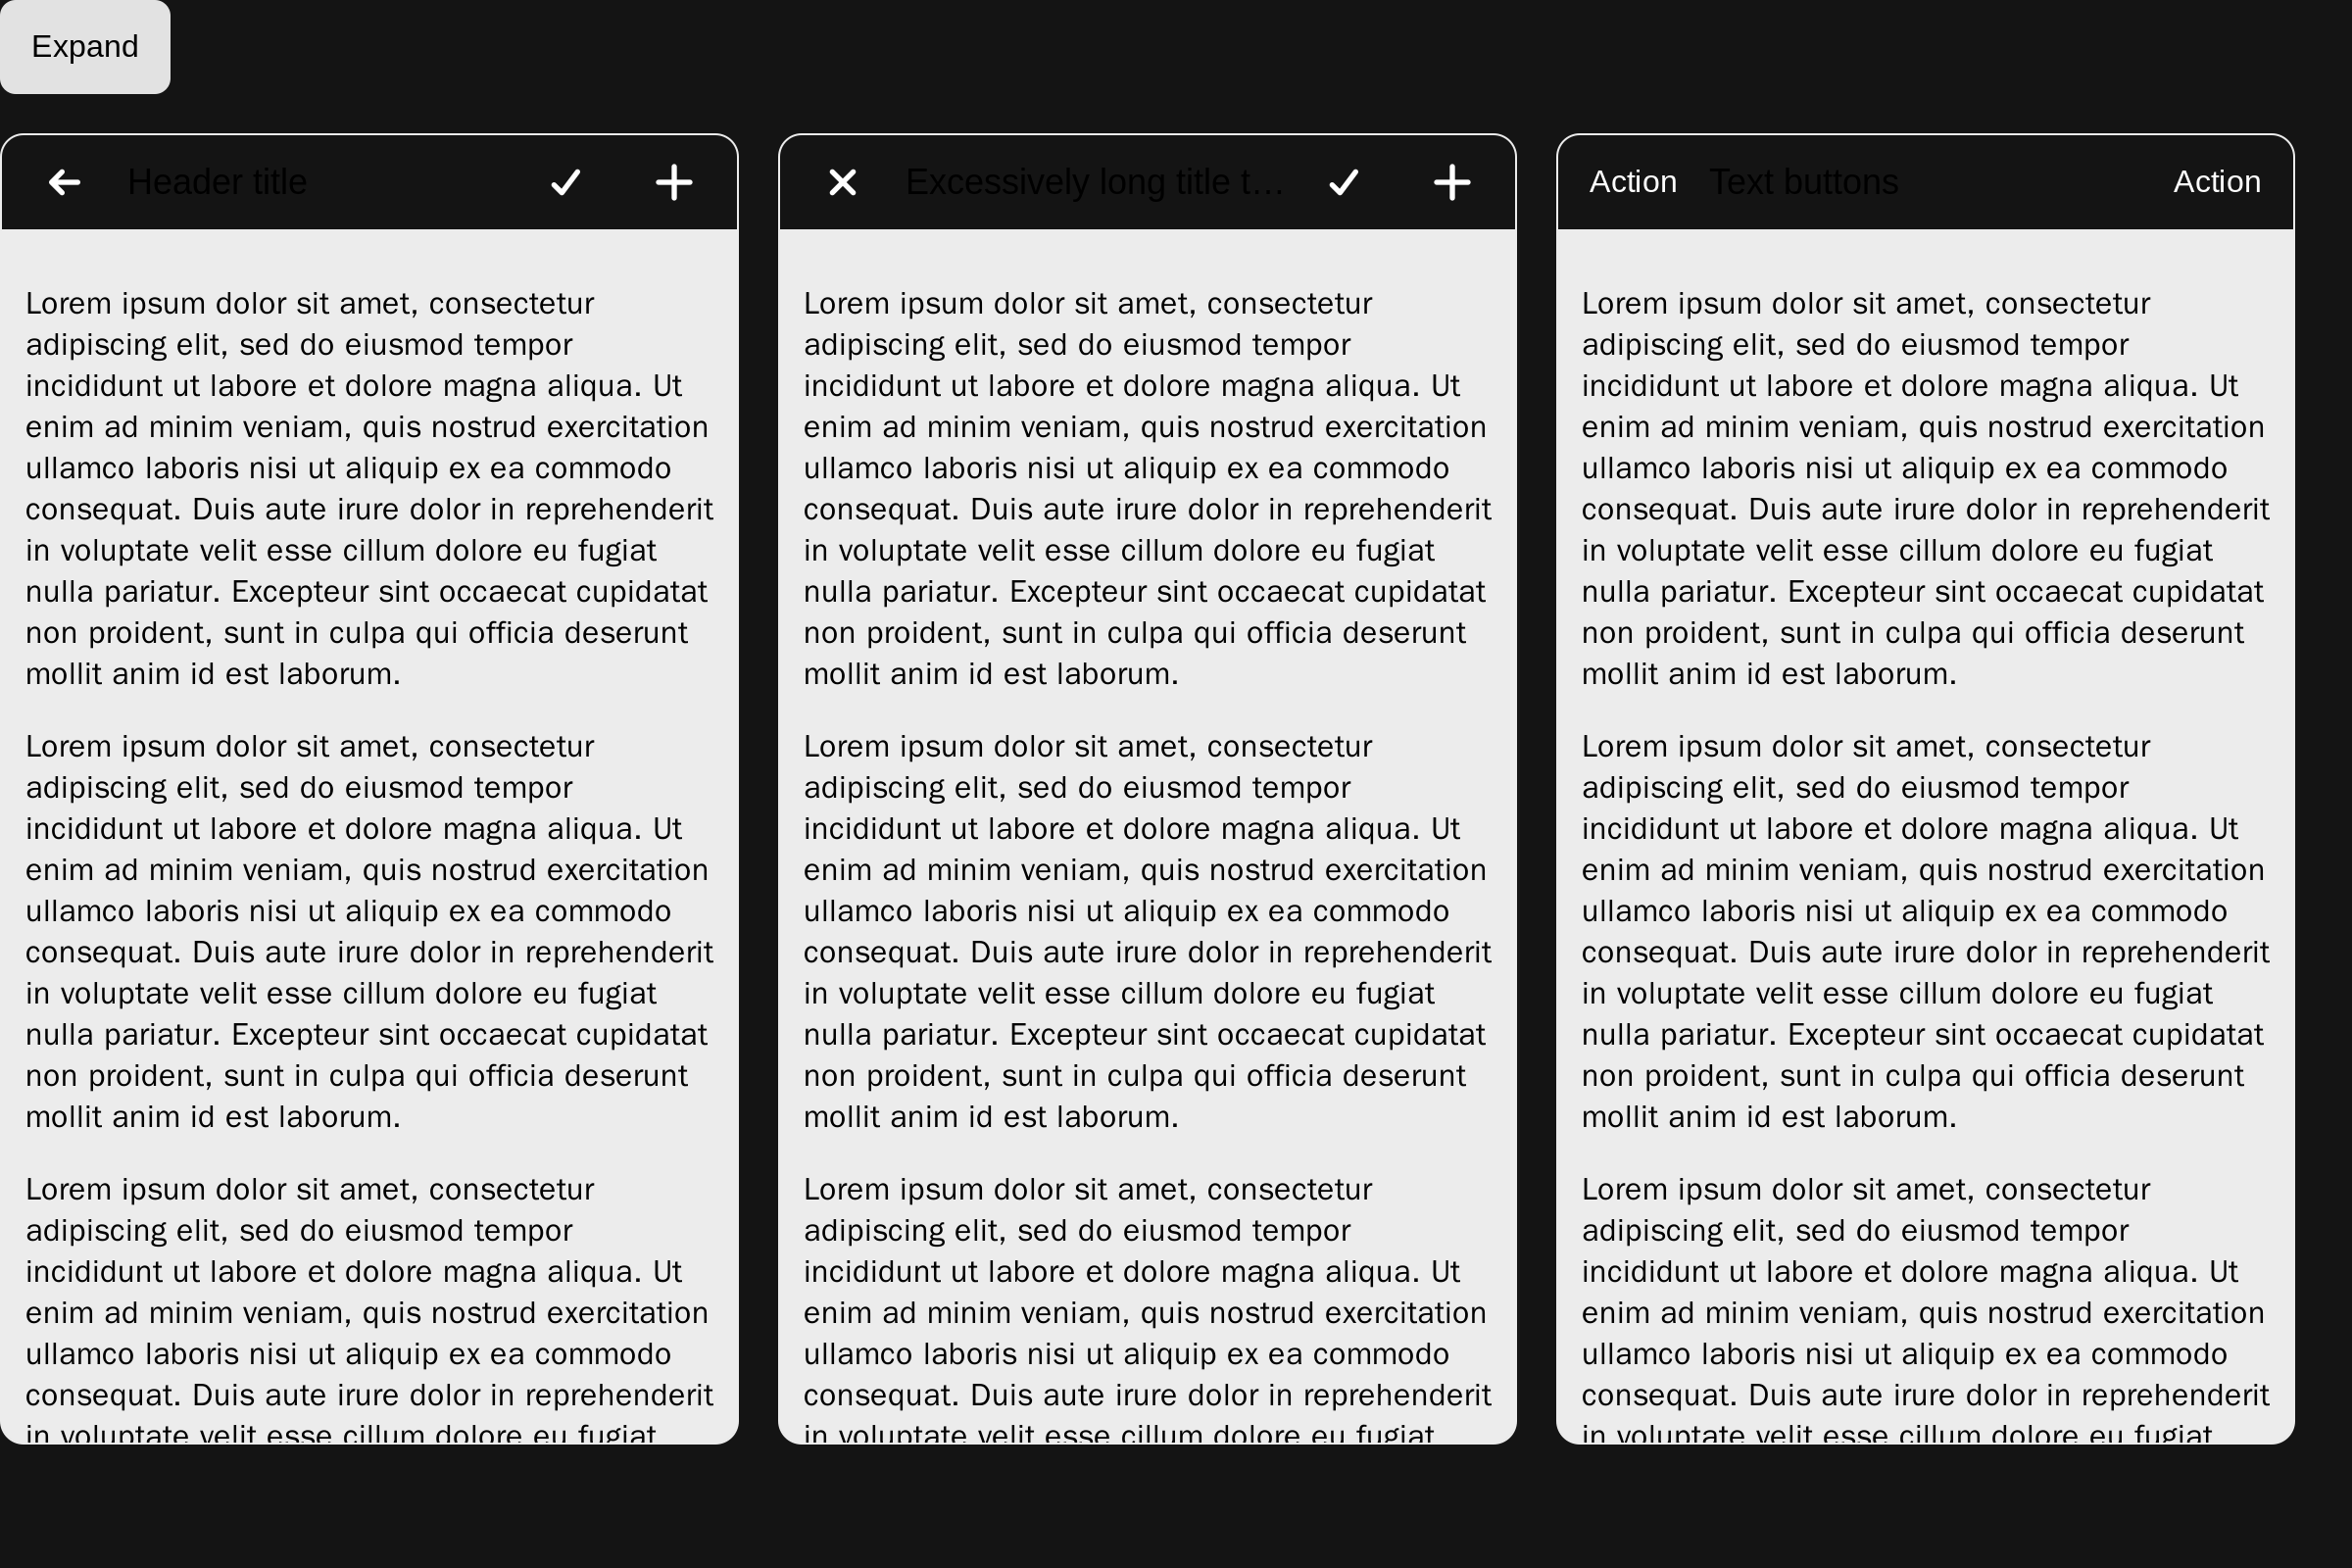 Expand
Header title
Lorem ipsum dolor sit amet, consectetur
adipiscing elit, sed do eiusmod tempor
incididunt ut labore et dolore magna aliqua. Ut
enim ad minim veniam, quis nostrud exercitation
ullamco laboris nisi ut aliquip ex ea commodo
consequat. Duis aute irure dolor in reprehenderit
in voluptate velit esse cillum dolore eu fugiat
nulla pariatur. Excepteur sint occaecat cupidatat
non proident, sunt in culpa qui officia deserunt
mollit anim id est laborum.
Lorem ipsum dolor sit amet, consectetur
adipiscing elit, sed do eiusmod tempor
incididunt ut labore et dolore magna aliqua. Ut
enim ad minim veniam, quis nostrud exercitation
ullamco laboris nisi ut aliquip ex ea commodo
consequat. Duis aute irure dolor in reprehenderit
in voluptate velit esse cillum dolore eu fugiat
nulla pariatur. Excepteur sint occaecat cupidatat
non proident, sunt in culpa qui officia deserunt
mollit anim id est laborum.
Lorem ipsum dolor sit amet, consectetur
adipiscing elit, sed do eiusmod tempor
incididunt ut labore et dolore magna aliqua. Ut
enim ad minim veniam, quis nostrud exercitation
ullamco laboris nisi ut aliquip ex ea commodo
consequat. Duis aute irure dolor in reprehenderit
in voluptate velit esse cillum dolore eu fugiat
Excessively long title t…
Lorem ipsum dolor sit amet, consectetur
adipiscing elit, sed do eiusmod tempor
incididunt ut labore et dolore magna aliqua. Ut
enim ad minim veniam, quis nostrud exercitation
ullamco laboris nisi ut aliquip ex ea commodo
consequat. Duis aute irure dolor in reprehenderit
in voluptate velit esse cillum dolore eu fugiat
nulla pariatur. Excepteur sint occaecat cupidatat
non proident, sunt in culpa qui officia deserunt
mollit anim id est laborum.
Lorem ipsum dolor sit amet, consectetur
adipiscing elit, sed do eiusmod tempor
incididunt ut labore et dolore magna aliqua. Ut
enim ad minim veniam, quis nostrud exercitation
ullamco laboris nisi ut aliquip ex ea commodo
consequat. Duis aute irure dolor in reprehenderit
in voluptate velit esse cillum dolore eu fugiat
nulla pariatur. Excepteur sint occaecat cupidatat
non proident, sunt in culpa qui officia deserunt
mollit anim id est laborum.
Lorem ipsum dolor sit amet, consectetur
adipiscing elit, sed do eiusmod tempor
incididunt ut labore et dolore magna aliqua. Ut
enim ad minim veniam, quis nostrud exercitation
ullamco laboris nisi ut aliquip ex ea commodo
consequat. Duis aute irure dolor in reprehenderit
in voluptate velit esse cillum dolore eu fugiat
Action Text buttons Action
Lorem ipsum dolor sit amet, consectetur
adipiscing elit, sed do eiusmod tempor
incididunt ut labore et dolore magna aliqua. Ut
enim ad minim veniam, quis nostrud exercitation
ullamco laboris nisi ut aliquip ex ea commodo
consequat. Duis aute irure dolor in reprehenderit
in voluptate velit esse cillum dolore eu fugiat
nulla pariatur. Excepteur sint occaecat cupidatat
non proident, sunt in culpa qui officia deserunt
mollit anim id est laborum.
Lorem ipsum dolor sit amet, consectetur
adipiscing elit, sed do eiusmod tempor
incididunt ut labore et dolore magna aliqua. Ut
enim ad minim veniam, quis nostrud exercitation
ullamco laboris nisi ut aliquip ex ea commodo
consequat. Duis aute irure dolor in reprehenderit
in voluptate velit esse cillum dolore eu fugiat
nulla pariatur. Excepteur sint occaecat cupidatat
non proident, sunt in culpa qui officia deserunt
mollit anim id est laborum.
Lorem ipsum dolor sit amet, consectetur
adipiscing elit, sed do eiusmod tempor
incididunt ut labore et dolore magna aliqua. Ut
enim ad minim veniam, quis nostrud exercitation
ullamco laboris nisi ut aliquip ex ea commodo
consequat. Duis aute irure dolor in reprehenderit
in voluptate velit esse cillum dolore eu fugiat